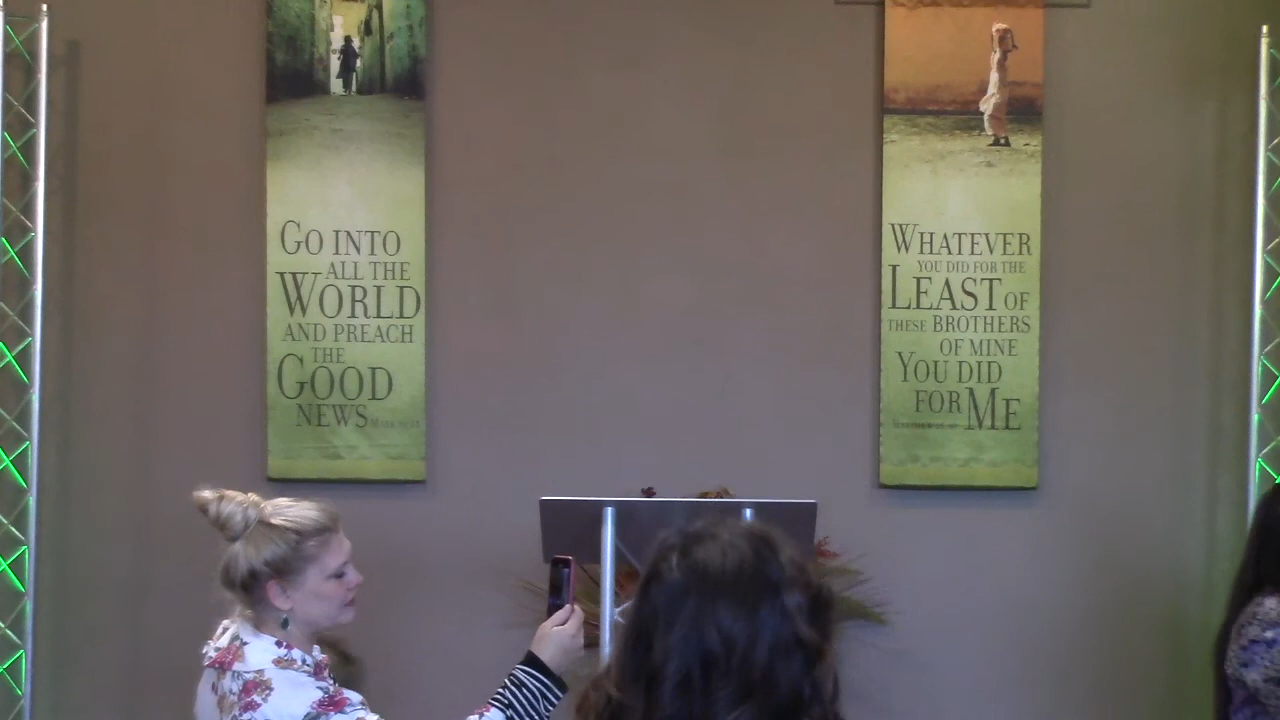 GO INTO
ALL THE
WORLD
AND PREACH
THE
GOOD
NEWS
WHATEVER
YOU DID FOR THE
LEAST OF
THESE BROTHERS
OF MINE
YOU DID
FOR ME